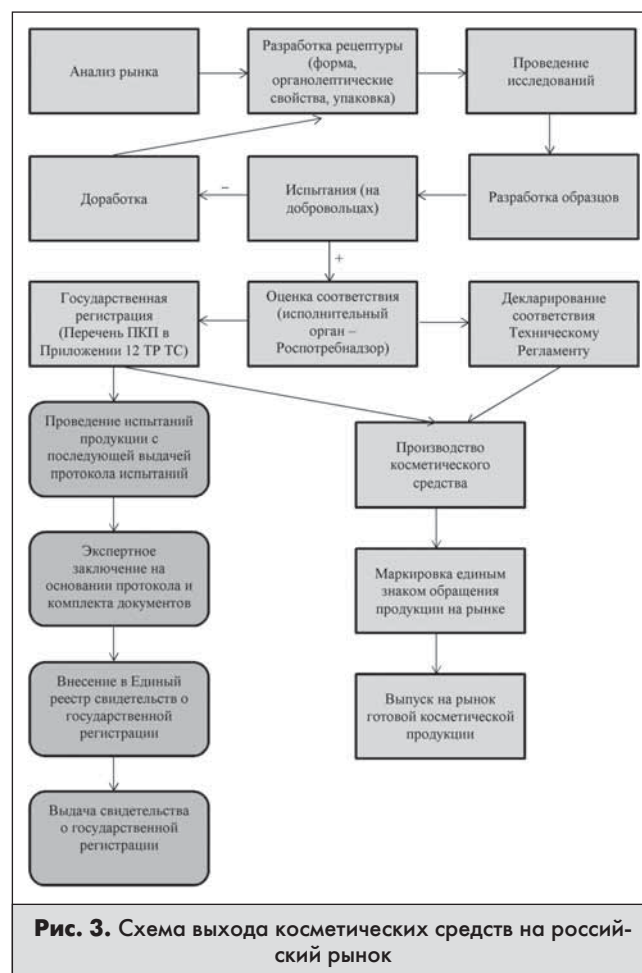 Анализ рынка
Разработка рецептуры
(форма,
органолептические
свойства, упаковка)
Проведение
исследований
Доработка
–
Испытания (на
добровольцах)
Разработка образцов
+
Государственная
регистрация
(Перечень ПКП в
Приложении 12 ТР ТС)
Оценка соответствия
(исполнительный
орган –
Роспотребнадзор)
Декларирование
соответствия
Техническому
Регламенту
Проведение испытаний
продукции с
последующей выдачей
протокола испытаний
Производство
косметического
средства
Экспертное
заключение на
основании протокола и
комплекта документов
Маркировка единым
знаком обращения
продукции на рынке
Внесение в Единый
реестр свидетельств о
государственной
регистрации
Выпуск на рынок
готовой косметической
продукции
Выдача свидетельства
о государственной
регистрации
Рис. 3. Схема выхода косметических средств на россий-
ский рынок